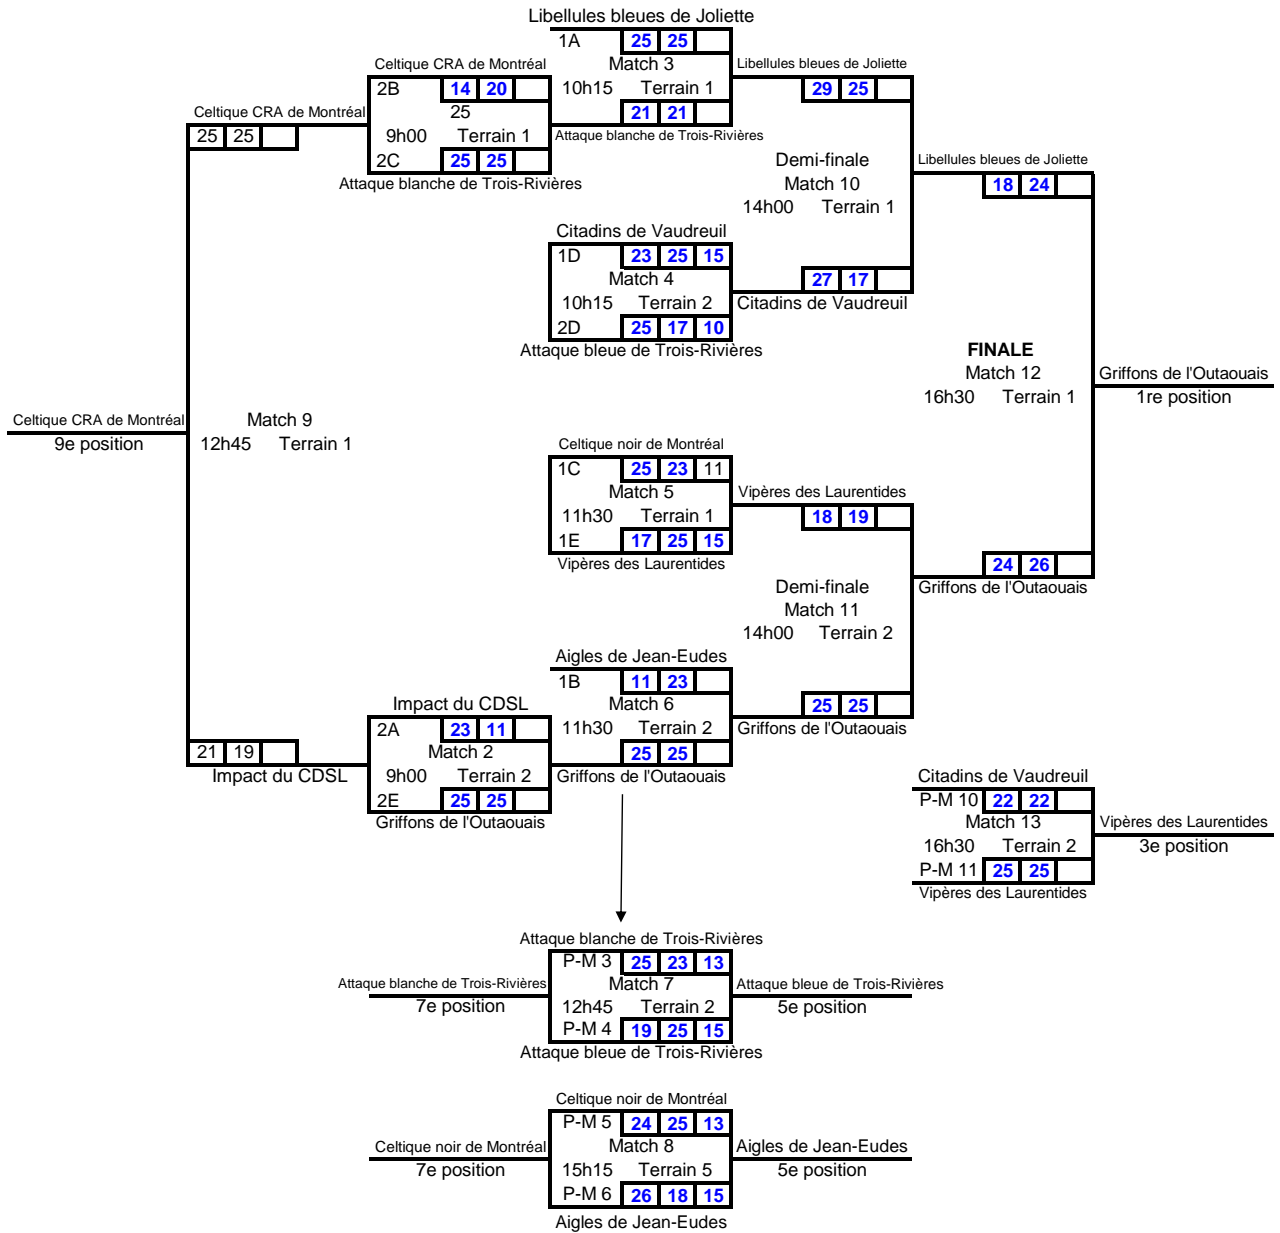 Libellules bleues de Joliette
1A 25 25
Match 3
10h15 Terrain 1
21 21
Attaque blanche de Trois-Rivières
Celtique CRA de Montréal
2B 14 20
25
9h00 Terrain 1
2C 25 25
Attaque blanche de Trois-Rivières
Celtique CRA de Montréal
25 25
Libellules bleues de Joliette
29 25
Demi-finale
Match 10
14h00 Terrain 1
27 17
Citadins de Vaudreuil
Citadins de Vaudreuil
1D 23 25 15
Match 4
10h15 Terrain 2
2D 25 17 10
Attaque bleue de Trois-Rivières
Libellules bleues de Joliette
18 24
FINALE
Match 12
16h30 Terrain 1
24 26
Griffons de l'Outaouais
Griffons de l'Outaouais
1re position
Celtique CRA de Montréal
9e position
Match 9
12h45 Terrain 1
Celtique noir de Montréal
1C 25 23 11
Match 5
11h30 Terrain 1
1E 17 25 15
Vipères des Laurentides
Vipères des Laurentides
18 19
Demi-finale
Match 11
14h00 Terrain 2
25 25
Griffons de l'Outaouais
Aigles de Jean-Eudes
1B 11 23
Match 6
11h30 Terrain 2
25 25
Griffons de l'Outaouais
Impact du CDSL
2A 23 11
Match 2
9h00 Terrain 2
2E 25 25
Griffons de l'Outaouais
21 19
Impact du CDSL
Citadins de Vaudreuil
P-M 10 22 22
Match 13
16h30 Terrain 2
P-M 11 25 25
Vipères des Laurentides
Vipères des Laurentides
3e position
Attaque blanche de Trois-Rivières
P-M 3 25 23 13
Match 7
12h45 Terrain 2
P-M 4 19 25 15
Attaque bleue de Trois-Rivières
Attaque blanche de Trois-Rivières
7e position
Attaque bleue de Trois-Rivières
5e position
Celtique noir de Montréal
P-M 5 24 25 13
Match 8
15h15 Terrain 5
P-M 6 26 18 15
Aigles de Jean-Eudes
Celtique noir de Montréal
7e position
Aigles de Jean-Eudes
5e position